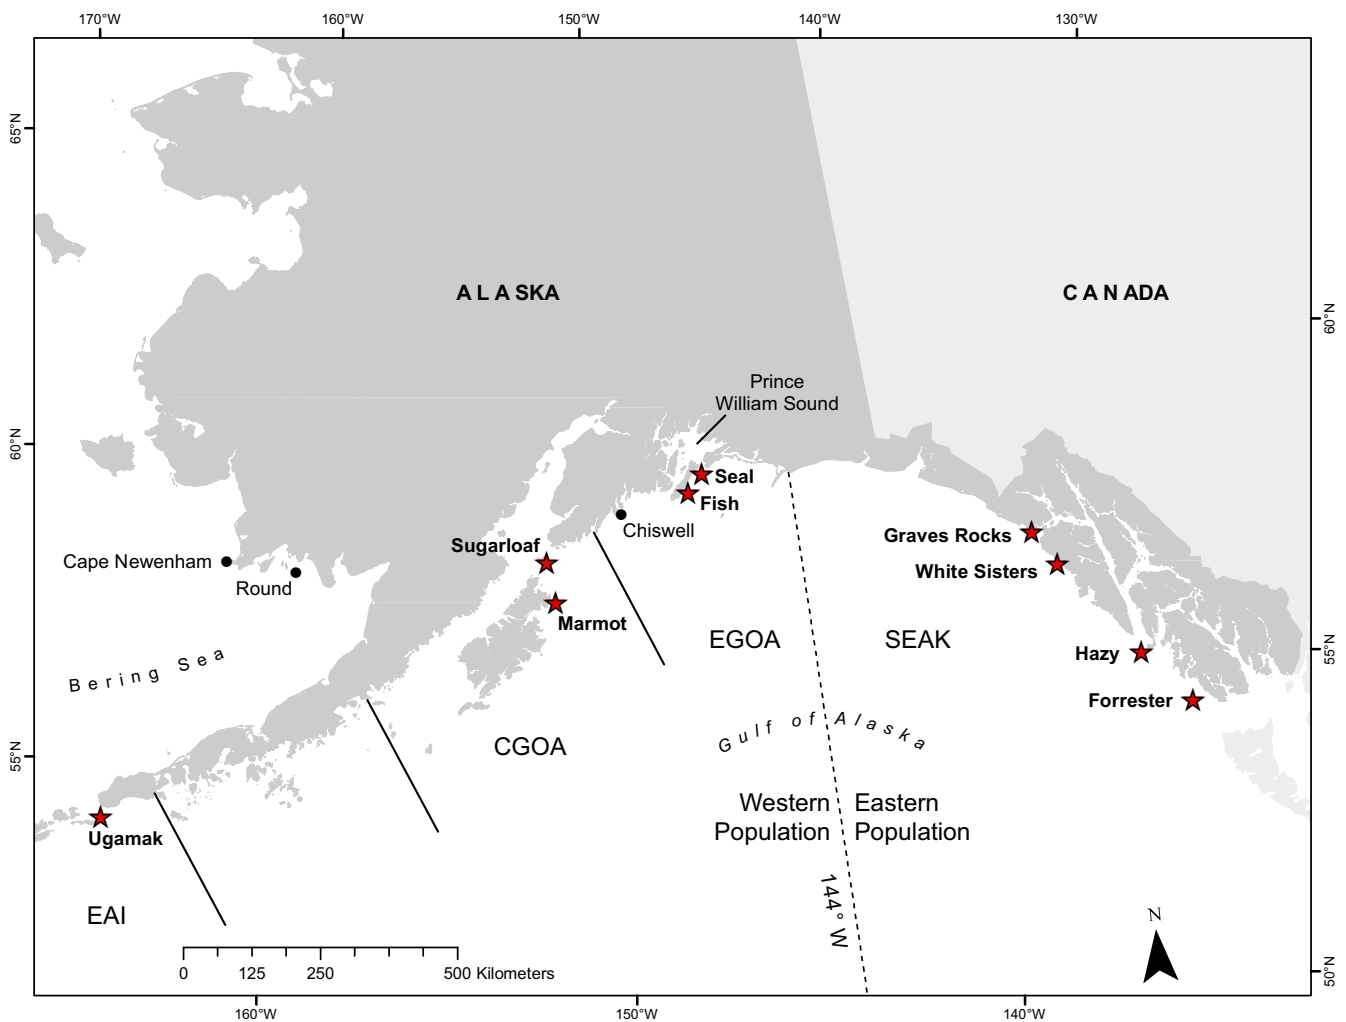 170°W 160°W 150°W 140°W 130°W
65°N
ALASKA
CANADA
60°N
Prince
William Sound
60°N
Seal
Fish
Chiswell
Graves Rocks
Sugarloaf
Cape Newenham
White Sisters
Round
Marmot
EGOA
SEAK
Hazy
55°N
Bering Sea
Forrester
Gulf of Alaska
CGOA
55°N
Western
Population
Eastern
Population
Ugamak
144°W
EAI
N
0 125 250 500 Kilometers
50°N
160°W 150°W 140°W